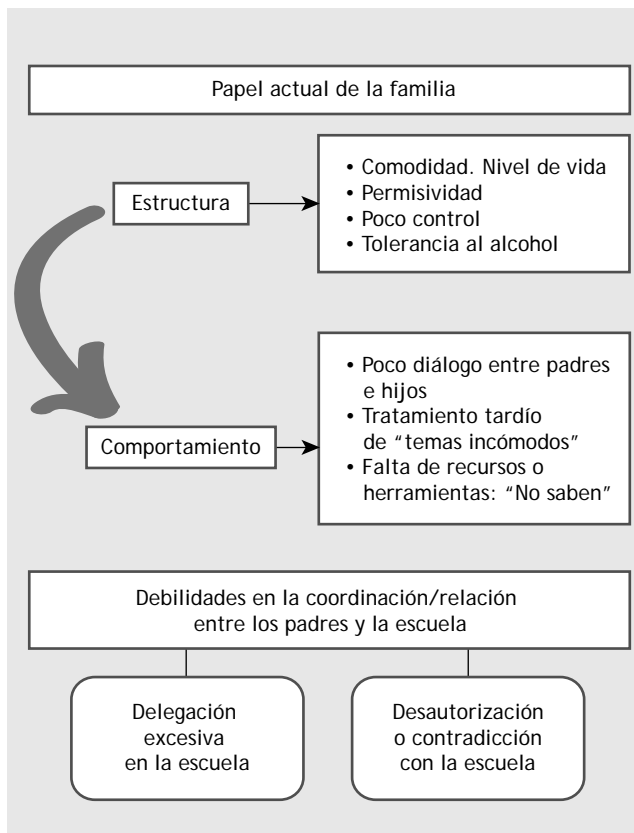 Papel actual de la familia
Estructura
• Comodidad. Nivel de vida
• Permisividad
• Poco control
• Tolerancia al alcohol
Comportamiento
• Poco diálogo entre padres
e hijos
• Tratamiento tardío
de “temas incómodos”
• Falta de recursos o
herramientas: “No saben”
Debilidades en la coordinación/relación
entre los padres y la escuela
Delegación
excesiva
en la escuela
Desautorización
o contradicción
con la escuela